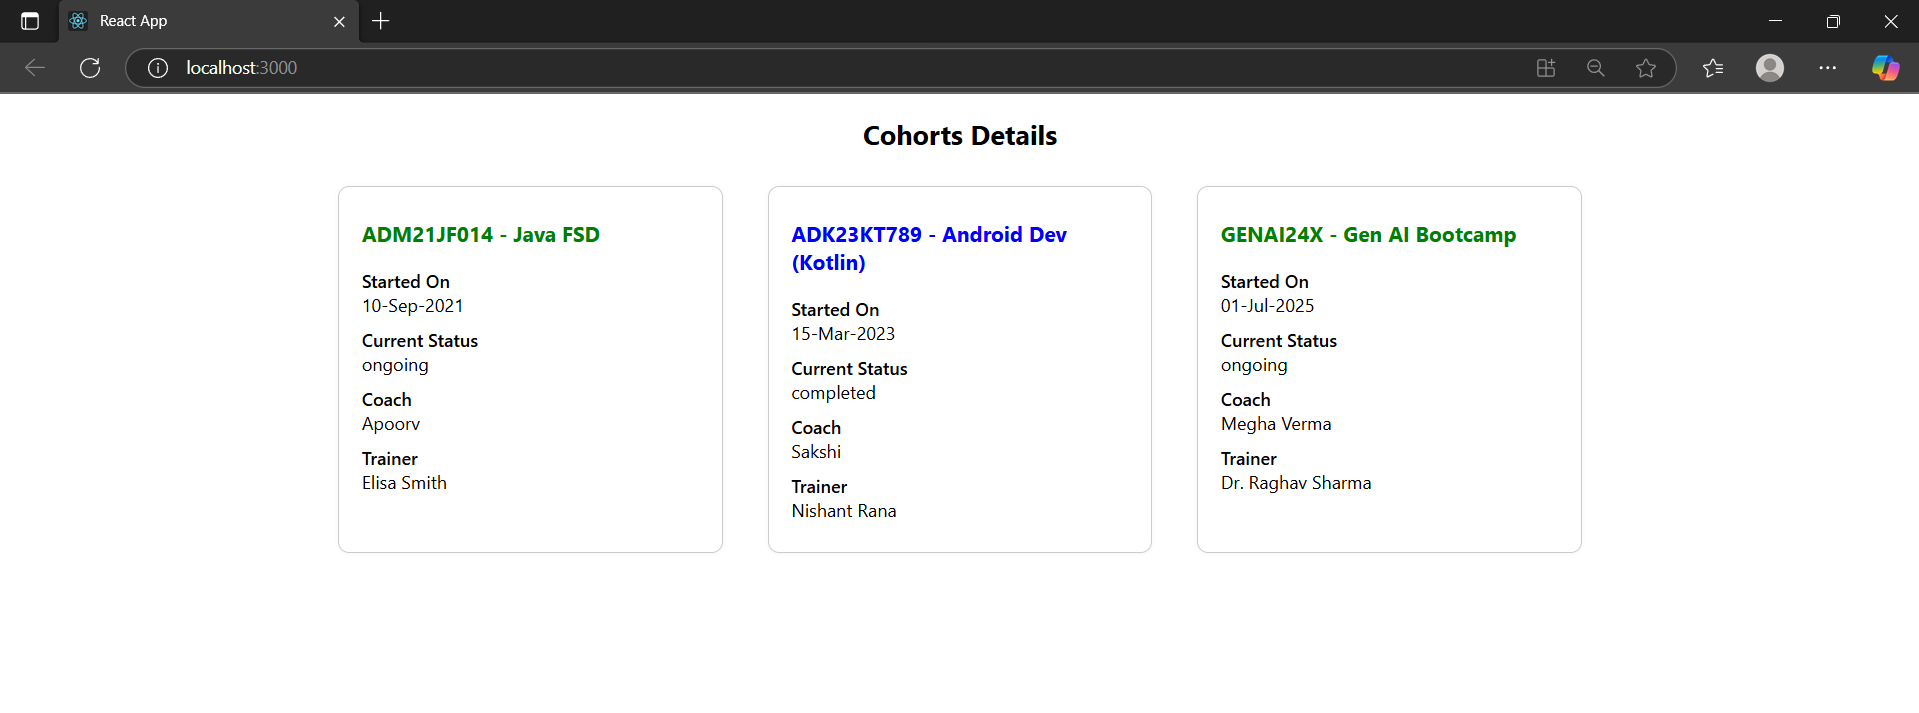 React App
localhost:3000
Cohorts Details
ADM21JF014 - Java FSD
Started On
10-Sep-2021
Current Status
ongoing
Coach
Apoorv
Trainer
Elisa Smith
ADK23KT789 - Android Dev
(Kotlin)
Started On
15-Mar-2023
Current Status
completed
Coach
Sakshi
Trainer
Nishant Rana
GENAI24X - Gen AI Bootcamp
Started On
01-Jul-2025
Current Status
ongoing
Coach
Megha Verma
Trainer
Dr. Raghav Sharma